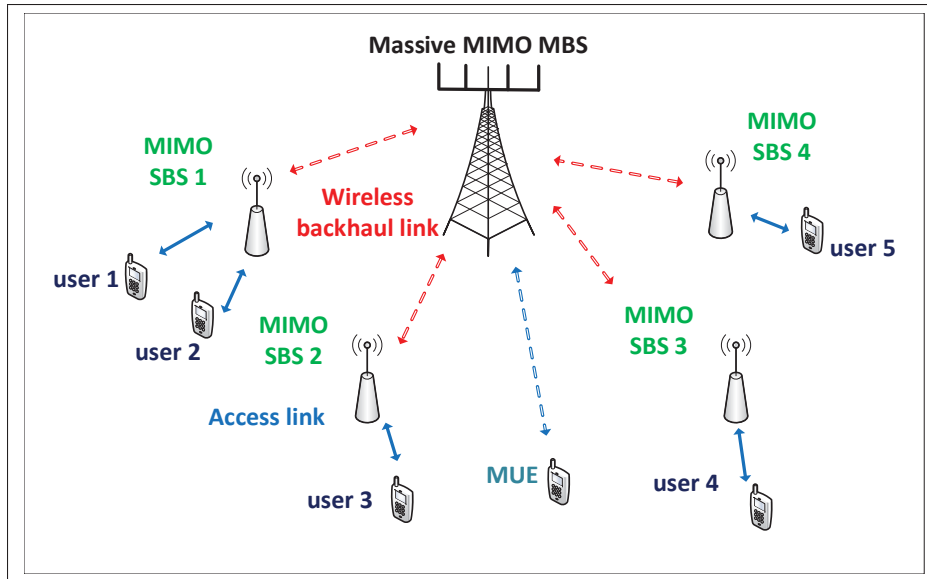 Massive MIMO MBS
MIMO
SBS 1
MIMO
SBS 4
Wireless
backhaul link
user 1
user 2
user 5
MIMO
SBS 2
MIMO
SBS 3
Access link
user 3
MUE
user 4